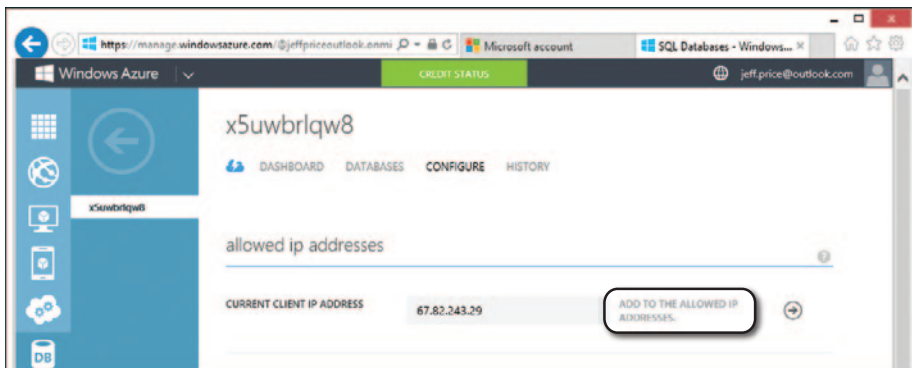 https://manage.windowsazure.com/@jeffpriceoutlook.onmi
Microsoft account
SQL Databases - Windows...
Windows Azure
CREDIT STATUS
jeff.price@outlook.com
x5uwbrlqw8
DASHBOARD DATABASES CONFIGURE HISTORY
x5uwbrlqw8
allowed ip addresses
?
CURRENT CLIENT IP ADDRESS
67.82.243.29
ADD TO THE ALLOWED IP
ADDRESSES.
DB